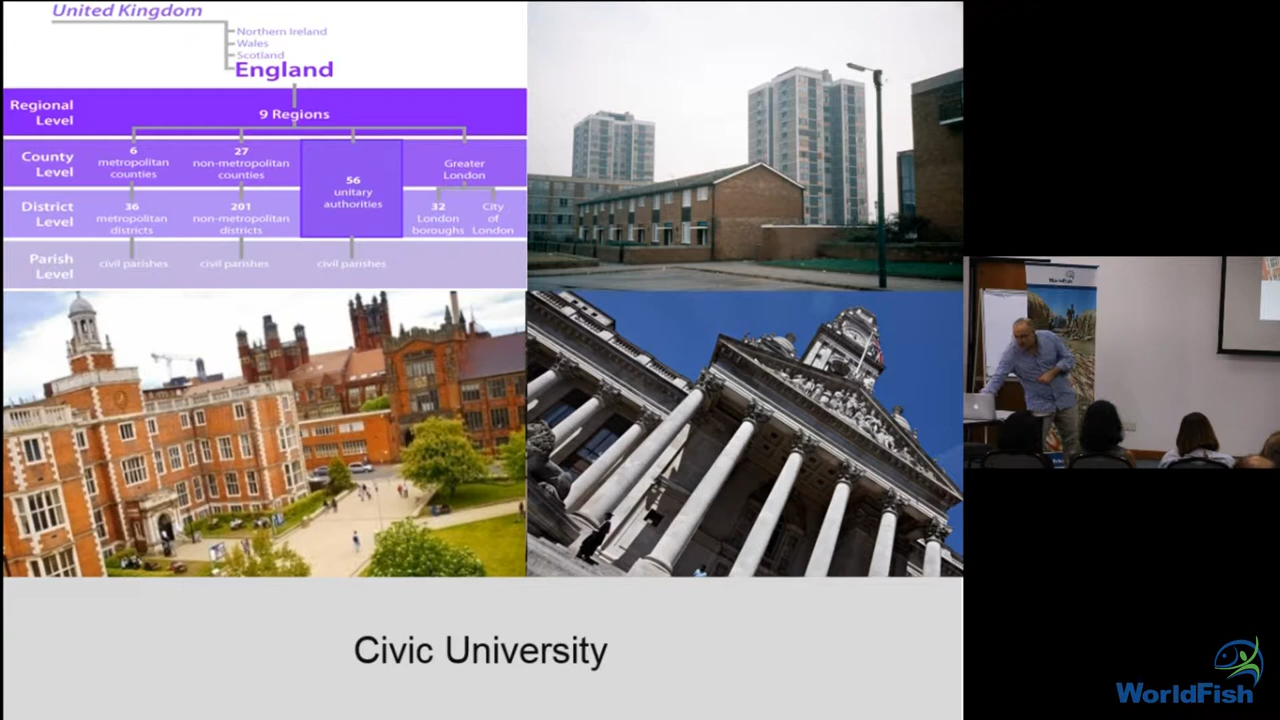 United Kingdom
Northern Ireland
Wales
Scotland
England
Regional
Level
9 Regions
County
Level
6
metropolitan
counties
27
non-metropolitan
counties
56
unitary
authorities
Greater
London
District
Level
36
metropolitan
districts
201
non-metropolitan
districts
32
London
boroughs
City
of
London
Parish
Level
civil parishes
civil parishes
civil parishes
Civic University
WorldFish
WorldFish